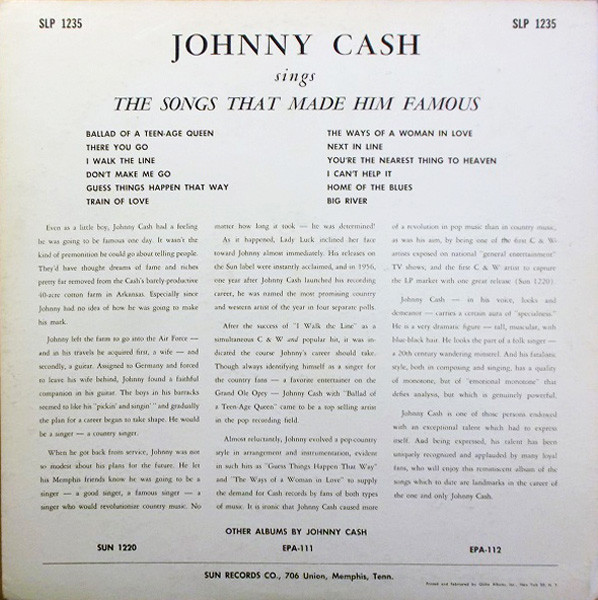 SLP 1235
SLP 1235
JOHNNY CASH
sings
THE SONGS THAT MADE HIM FAMOUS
BALLAD OF A TEEN-AGE QUEEN
THERE YOU GO
I WALK THE LINE
DON'T MAKE ME GO
GUESS THINGS HAPPEN THAT WAY
TRAIN OF LOVE
THE WAYS OF A WOMAN IN LOVE
NEXT IN LINE
YOU'RE THE NEAREST THING TO HEAVEN
I CAN'T HELP IT
HOME OF THE BLUES
BIG RIVER
Even as a little boy, Johnny Cash had a feeling
he was going to be famous one day. It wasn't the
kind of premonition he could go about telling people.
They'd have thought dreams of fame and riches
pretty far removed from the Cash's barely-productive
40-acre cotton farm in Arkansas. Especially since
Johnny had no idea of how he was going to make
his mark.
Johnny left the farm to go into the Air Force —
and in his travels he acquired first, a wife — and
secondly, a guitar. Assigned to Germany and forced
to leave his wife behind, Johnny found a faithful
companion in his guitar. The boys in his barracks
seemed to like his "pickin' and singin'" and gradually
the plan for a career began to take shape. He would
be a singer — a country singer.
When he got back from service, Johnny was not
so modest about his plans for the future. He let
his Memphis friends know he was going to be a
singer — a good singer, a famous singer — a
singer who would revolutionize country music. No
matter how long it took — he was determined!
As it happened, Lady Luck inclined her face
toward Johnny almost immediately. His releases on
the Sun label were instantly acclaimed, and in 1956,
one year after Johnny Cash launched his recording
career, he was named the most promising country
and western artist of the year in four separate polls.
After the success of "I Walk the Line" as a
simultaneous C & W and popular hit, it was in-
dicated the course Johnny's career should take.
Though always identifying himself as a singer for
the country fans — a favorite entertainer on the
Grand Ole Opry — Johnny Cash with "Ballad of
a Teen-Age Queen" came to be a top selling artist
in the pop recording field.
Almost reluctantly, Johnny evolved a pop-country
style in arrangement and instrumentation, evident
in such hits as "Guess Things Happen That Way"
and "The Ways of a Woman in Love" to supply
the demand for Cash records by fans of both types
of music. It is ironic that Johnny Cash caused more
of a revolution in pop music than in country music,
as was his aim, by being one of the first C & W
artists exposed on national "general entertainment"
TV shows; and the first C & W artist to capture
the LP market with one great release (Sun 1220).
Johnny Cash — in his voice, looks and
demeanor — carries a certain aura of "specialness."
He is a very dramatic figure — tall, muscular, with
blue-black hair. He looks the part of a folk singer —
a 20th century wandering minstrel. And his fatalistic
style, both in composing and singing, has a quality
of monotone, but of "emotional monotone" that
defies analysis, but which is genuinely powerful.
Johnny Cash is one of those persons endowed
with an exceptional talent which had to express
itself. And being expressed, his talent has been
uniquely recognized and applauded by many loyal
fans, who will enjoy this reminiscent album of the
songs which to date are landmarks in the career of
the one and only Johnny Cash.
OTHER ALBUMS BY JOHNNY CASH
SUN 1220
EPA-111
EPA-112
SUN RECORDS CO., 706 Union, Memphis, Tenn.
Printed and Fabricated by Globe Albums, Inc., New York